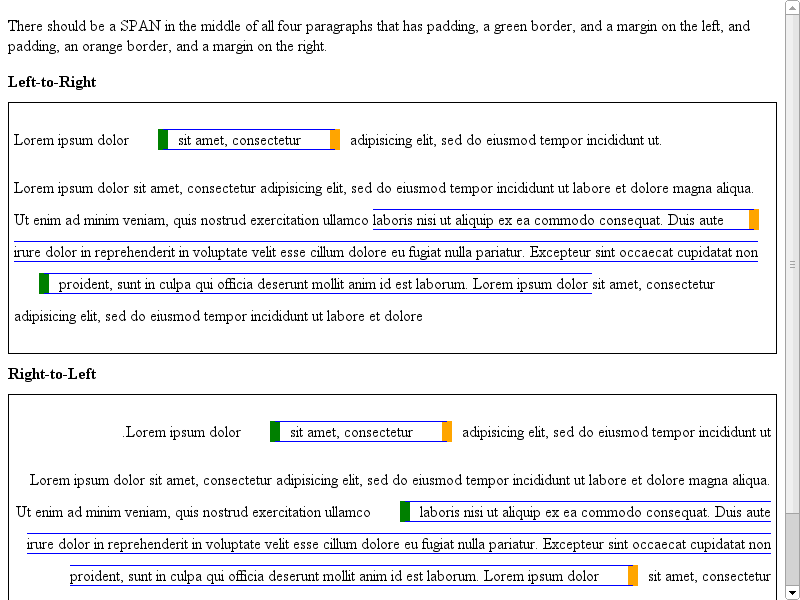 There should be a SPAN in the middle of all four paragraphs that has padding, a green border, and a margin on the left, and
padding, an orange border, and a margin on the right.
Left-to-Right
Lorem ipsum dolor sit amet, consectetur adipisicing elit, sed do eiusmod tempor incididunt ut.
Lorem ipsum dolor sit amet, consectetur adipisicing elit, sed do eiusmod tempor incididunt ut labore et dolore magna aliqua.
Ut enim ad minim veniam, quis nostrud exercitation ullamco laboris nisi ut aliquip ex ea commodo consequat. Duis aute
irure dolor in reprehenderit in voluptate velit esse cillum dolore eu fugiat nulla pariatur. Excepteur sint occaecat cupidatat non
proident, sunt in culpa qui officia deserunt mollit anim id est laborum. Lorem ipsum dolor sit amet, consectetur
adipisicing elit, sed do eiusmod tempor incididunt ut labore et dolore
Right-to-Left
.Lorem ipsum dolor sit amet, consectetur adipisicing elit, sed do eiusmod tempor incididunt ut
Lorem ipsum dolor sit amet, consectetur adipisicing elit, sed do eiusmod tempor incididunt ut labore et dolore magna aliqua.
Ut enim ad minim veniam, quis nostrud exercitation ullamco laboris nisi ut aliquip ex ea commodo consequat. Duis aute
irure dolor in reprehenderit in voluptate velit esse cillum dolore eu fugiat nulla pariatur. Excepteur sint occaecat cupidatat non
proident, sunt in culpa qui officia deserunt mollit anim id est laborum. Lorem ipsum dolor sit amet, consectetur